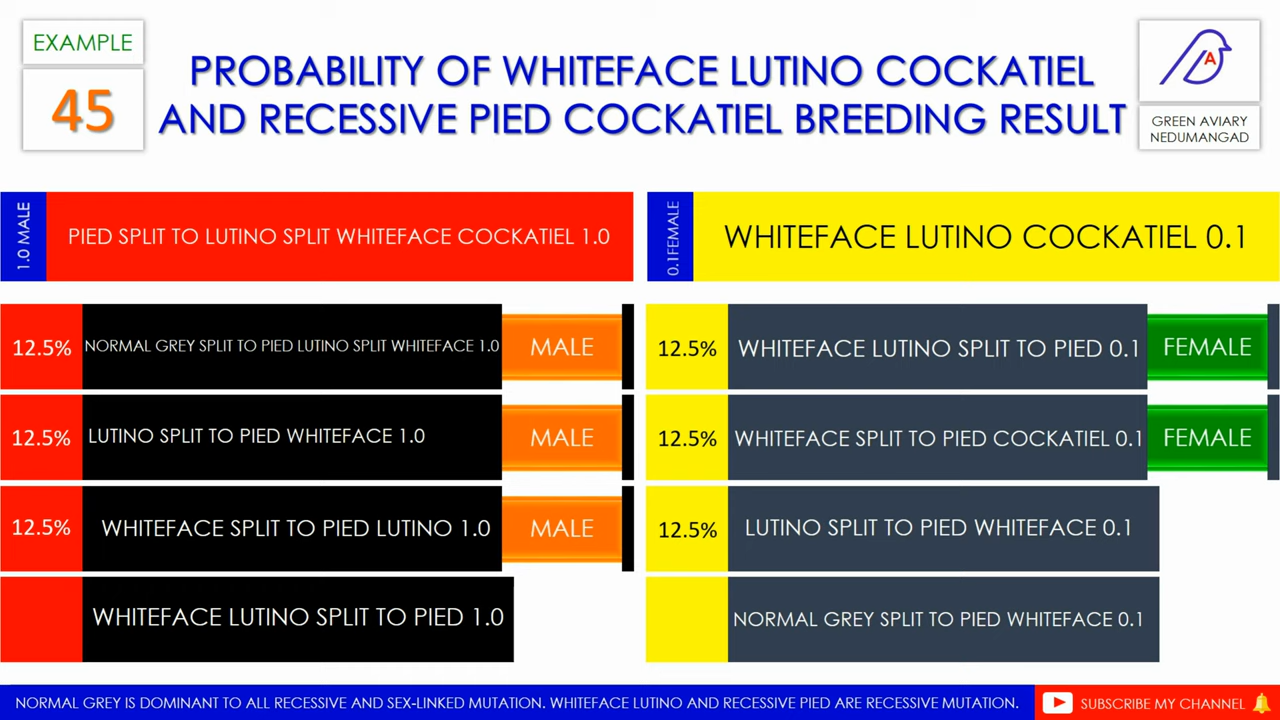 EXAMPLE
45
PROBABILITY OF WHITEFACE LUTINO COCKATIEL
AND RECESSIVE PIED COCKATIEL BREEDING RESULT
A
GREEN AVIARY
NEDUMANGAD
1.0 MALE
PIED SPLIT TO LUTINO SPLIT WHITEFACE COCKATIEL 1.0
0.1FEMALE
WHITEFACE LUTINO COCKATIEL 0.1
12.5%
NORMAL GREY SPLIT TO PIED LUTINO SPLIT WHITEFACE 1.0
MALE
12.5%
WHITEFACE LUTINO SPLIT TO PIED 0.1
FEMALE
12.5%
LUTINO SPLIT TO PIED WHITEFACE 1.0
MALE
12.5%
WHITEFACE SPLIT TO PIED COCKATIEL 0.1
FEMALE
12.5%
WHITEFACE SPLIT TO PIED LUTINO 1.0
MALE
12.5%
LUTINO SPLIT TO PIED WHITEFACE 0.1
WHITEFACE LUTINO SPLIT TO PIED 1.0
NORMAL GREY SPLIT TO PIED WHITEFACE 0.1
NORMAL GREY IS DOMINANT TO ALL RECESSIVE AND SEX-LINKED MUTATION. WHITEFACE LUTINO AND RECESSIVE PIED ARE RECESSIVE MUTATION.
SUBSCRIBE MY CHANNEL